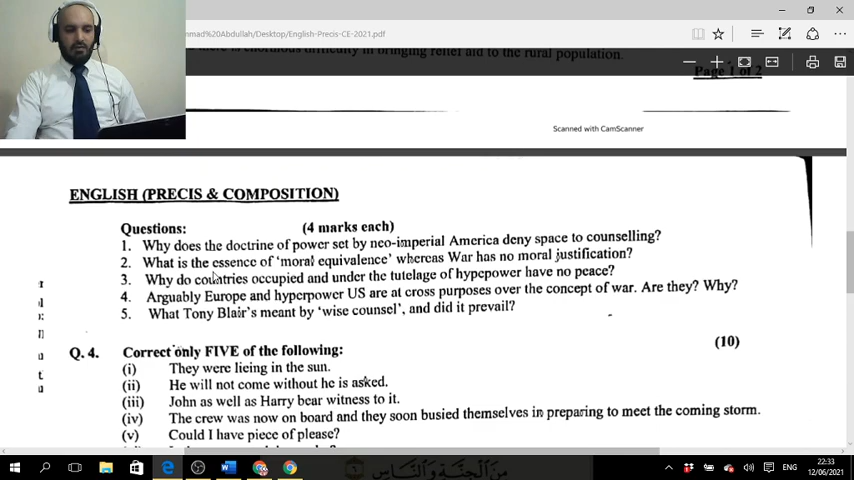 mmad%20Abdullah/Desktop/English-Precis-CE-2021.pdf
difficulty in bringing relief aid to the rural population.
Page 1 of 2
Scanned with CamScanner
ENGLISH (PRECIS & COMPOSITION)
Questions: (4 marks each)
1. Why does the doctrine of power set by neo-imperial America deny space to counselling?
2. What is the essence of 'moral equivalence' whereas War has no moral justification?
3. Why do countries occupied and under the tutelage of hypepower have no peace?
4. Arguably Europe and hyperpower US are at cross purposes over the concept of war. Are they? Why?
5. What Tony Blair's meant by 'wise counsel', and did it prevail?
Q. 4. Correct only FIVE of the following: (10)
(i) They were lieing in the sun.
(ii) He will not come without he is asked.
(iii) John as well as Harry bear witness to it.
(iv) The crew was now on board and they soon busied themselves in preparing to meet the coming storm.
(v) Could I have piece of please?
مِنَ الْجِنَّةِ وَالنَّاسِ
ENG
22:33
12/06/2021